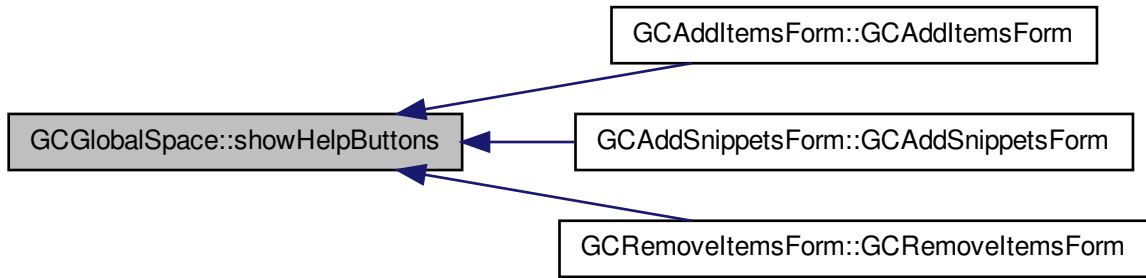 GCAddItemsForm::GCAddItemsForm
GCGlobalSpace::showHelpButtons
GCAddSnippetsForm::GCAddSnippetsForm
GCRemoveItemsForm::GCRemoveItemsForm